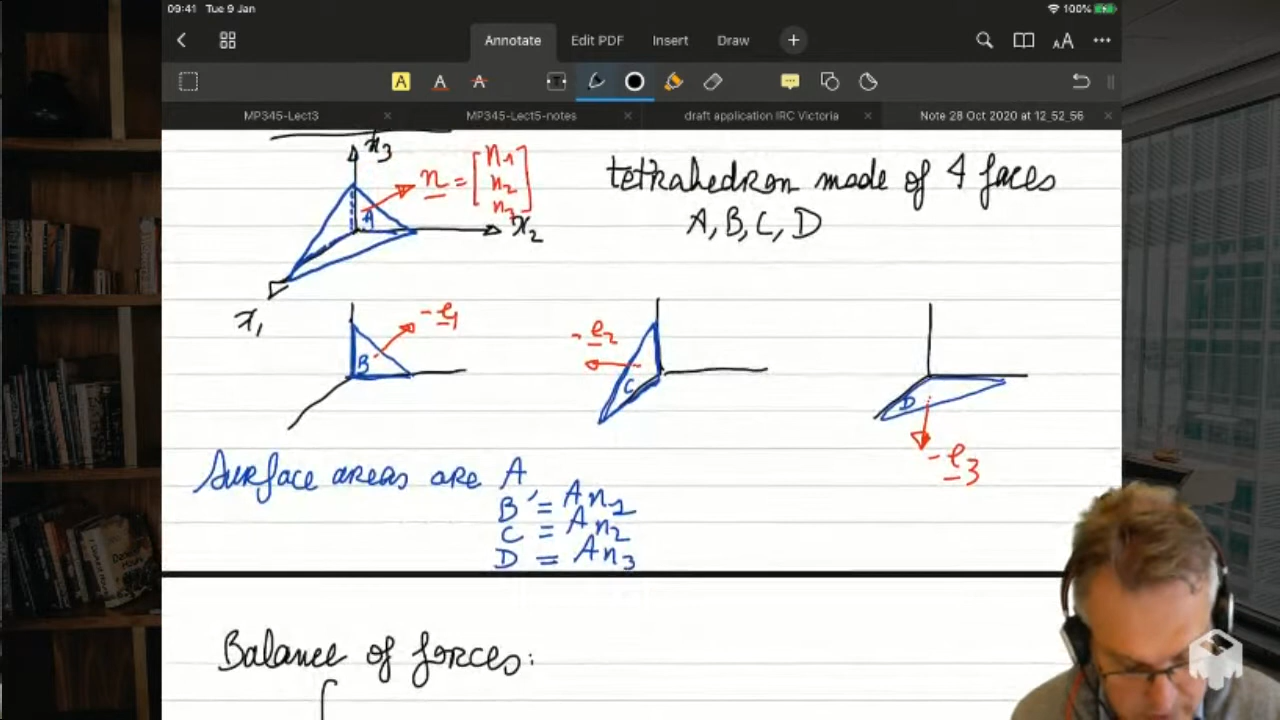 09:41 Tue 9 Jan
100%
Annotate Edit PDF Insert Draw
AA
A A A T
MP345-Lect3 MP345-Lect5-notes draft application IRC Victoria Note 28 Oct 2020 at 12_52_56
x3
n = [n1
n2
n3]
A
x2
x1
tetrahedron made of 4 faces
A, B, C, D
B
-e1
-e2
C
D
-e3
Surface areas are A,
B = An1
C = An2
D = An3
Balance of forces: